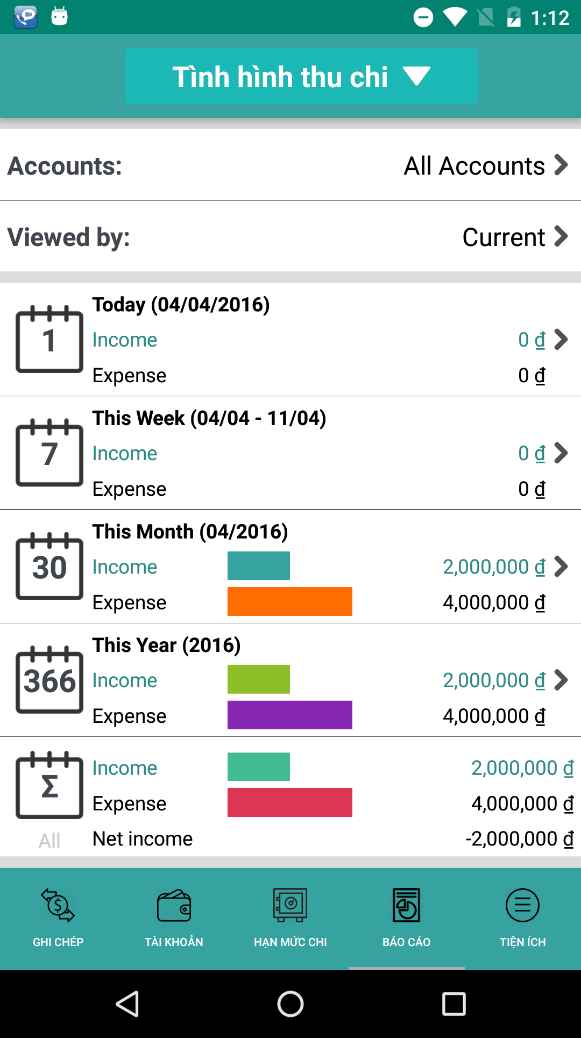 1:12
Tình hình thu chi
Accounts: All Accounts
Viewed by: Current
Today (04/04/2016)
1
Income 0 ₫
Expense 0 ₫
This Week (04/04 - 11/04)
7
Income 0 ₫
Expense 0 ₫
This Month (04/2016)
30
Income 2,000,000 ₫
Expense 4,000,000 ₫
This Year (2016)
366
Income 2,000,000 ₫
Expense 4,000,000 ₫
Σ
Income 2,000,000 ₫
Expense 4,000,000 ₫
All
Net income -2,000,000 ₫
GHI CHÉP TÀI KHOẢN HẠN MỨC CHI BÁO CÁO TIỆN ÍCH